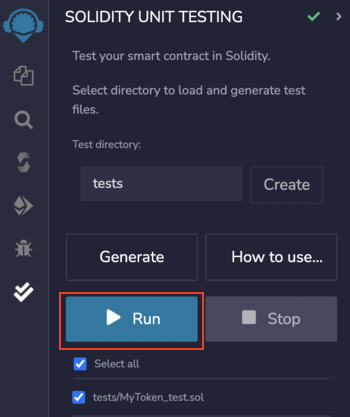 SOLIDITY UNIT TESTING
Test your smart contract in Solidity.
Select directory to load and generate test
files.
Test directory:
tests
Create
Generate
How to use...
Run
Stop
Select all
tests/MyToken_test.sol